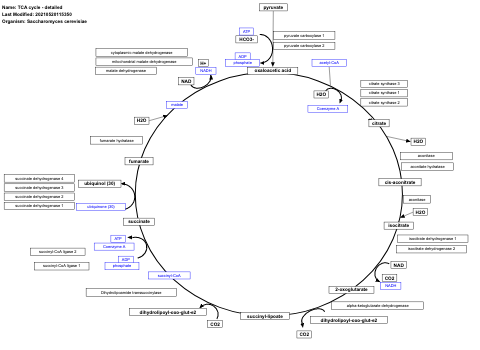 Name: TCA cycle - detailed
Last Modified: 20210520115350
Organism: Saccharomyces cerevisiae
pyruvate
ATP
HCO3-
pyruvate carboxylase 1
pyruvate carboxylase 2
ADP
phosphate
oxaloacetic acid
cytoplasmic malate dehydrogenase
mitochondrial malate dehydrogenase
malate dehydrogenase
H+
NADH
NAD
acetyl-CoA
H2O
Coenzyme A
citrate synthase 3
citrate synthase 1
citrate synthase 2
malate
H2O
citrate
H2O
fumarate hydratase
aconitase
aconitate hydratase
fumarate
cis-aconitate
succinate dehydrogenase 4
succinate dehydrogenase 3
succinate dehydrogenase 2
succinate dehydrogenase 1
ubiquinol (30)
ubiquinone (30)
aconitase
H2O
succinate
isocitrate
ATP
Coenzyme A
ADP
phosphate
succinyl-CoA ligase 2
succinyl-CoA ligase 1
isocitrate dehydrogenase 1
isocitrate dehydrogenase 2
NAD
CO2
NADH
succinyl-CoA
2-oxoglutarate
Dihydrolipoamide transsuccinylase
dihydrolipoyl-oxo-glut-e2
CO2
succinyl-lipoate
alpha ketoglutarate dehydrogenase
dihydrolipoyl-oxo-glut-e2
CO2